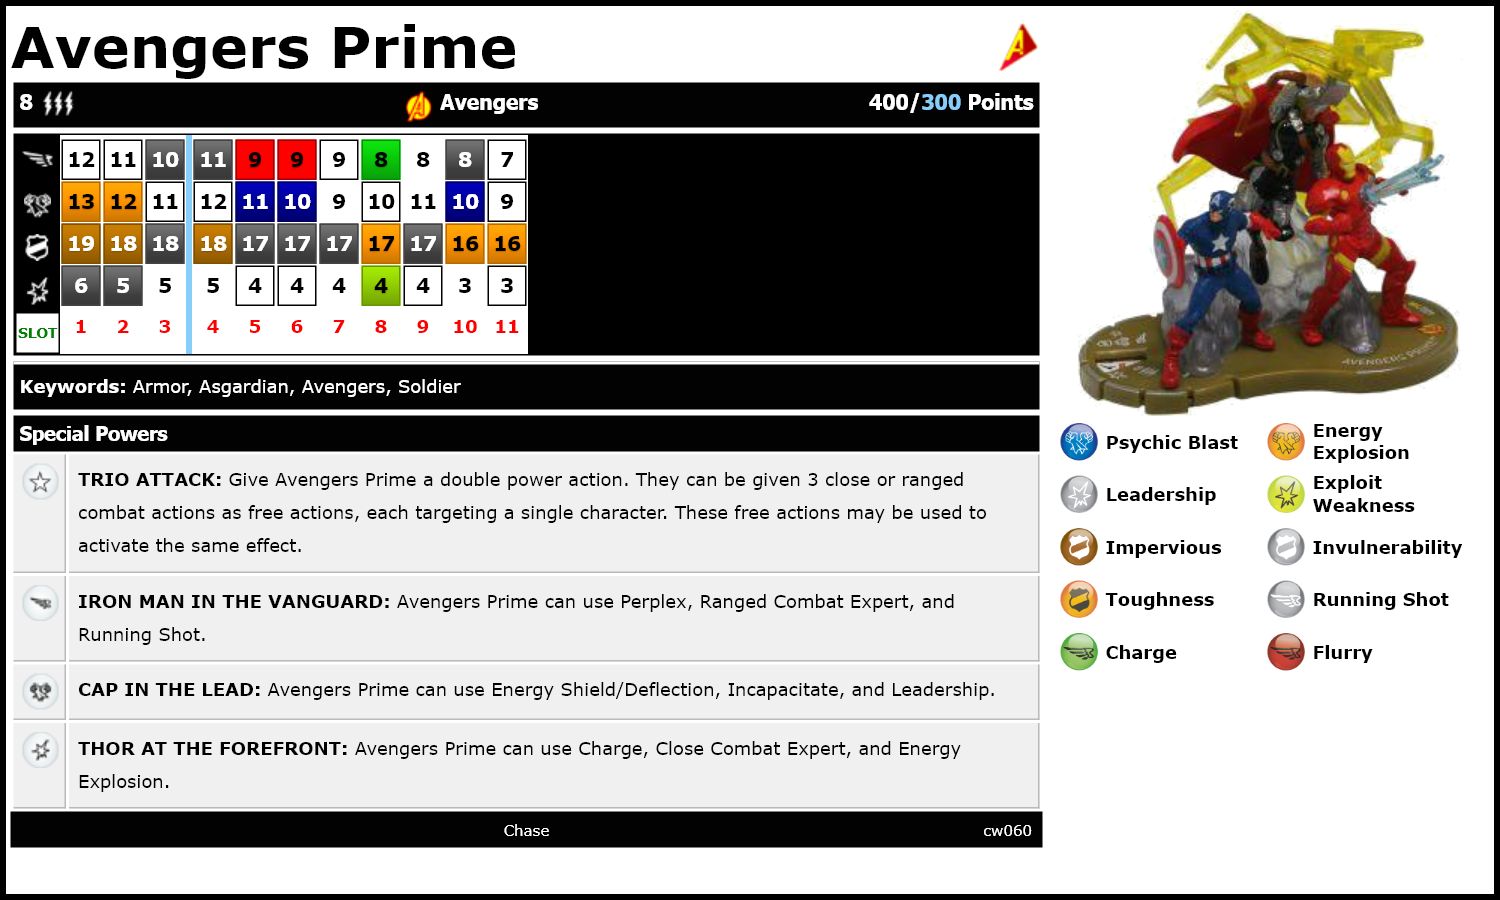 Avengers Prime
8 Avengers 400/300 Points
12 11 10 11 9 9 9 8 8 8 7
13 12 11 12 11 10 9 10 11 10 9
19 18 18 18 17 17 17 17 17 16 16
6 5 5 5 4 4 4 4 4 3 3
SLOT 1 2 3 4 5 6 7 8 9 10 11
Keywords: Armor, Asgardian, Avengers, Soldier
Special Powers
TRIO ATTACK: Give Avengers Prime a double power action. They can be given 3 close or ranged
combat actions as free actions, each targeting a single character. These free actions may be used to
activate the same effect.
IRON MAN IN THE VANGUARD: Avengers Prime can use Perplex, Ranged Combat Expert, and
Running Shot.
CAP IN THE LEAD: Avengers Prime can use Energy Shield/Deflection, Incapacitate, and Leadership.
THOR AT THE FOREFRONT: Avengers Prime can use Charge, Close Combat Expert, and Energy
Explosion.
Chase cw060
AVENGERS PRIME
Psychic Blast
Energy
Explosion
Leadership
Exploit
Weakness
Impervious
Invulnerability
Toughness
Running Shot
Charge
Flurry